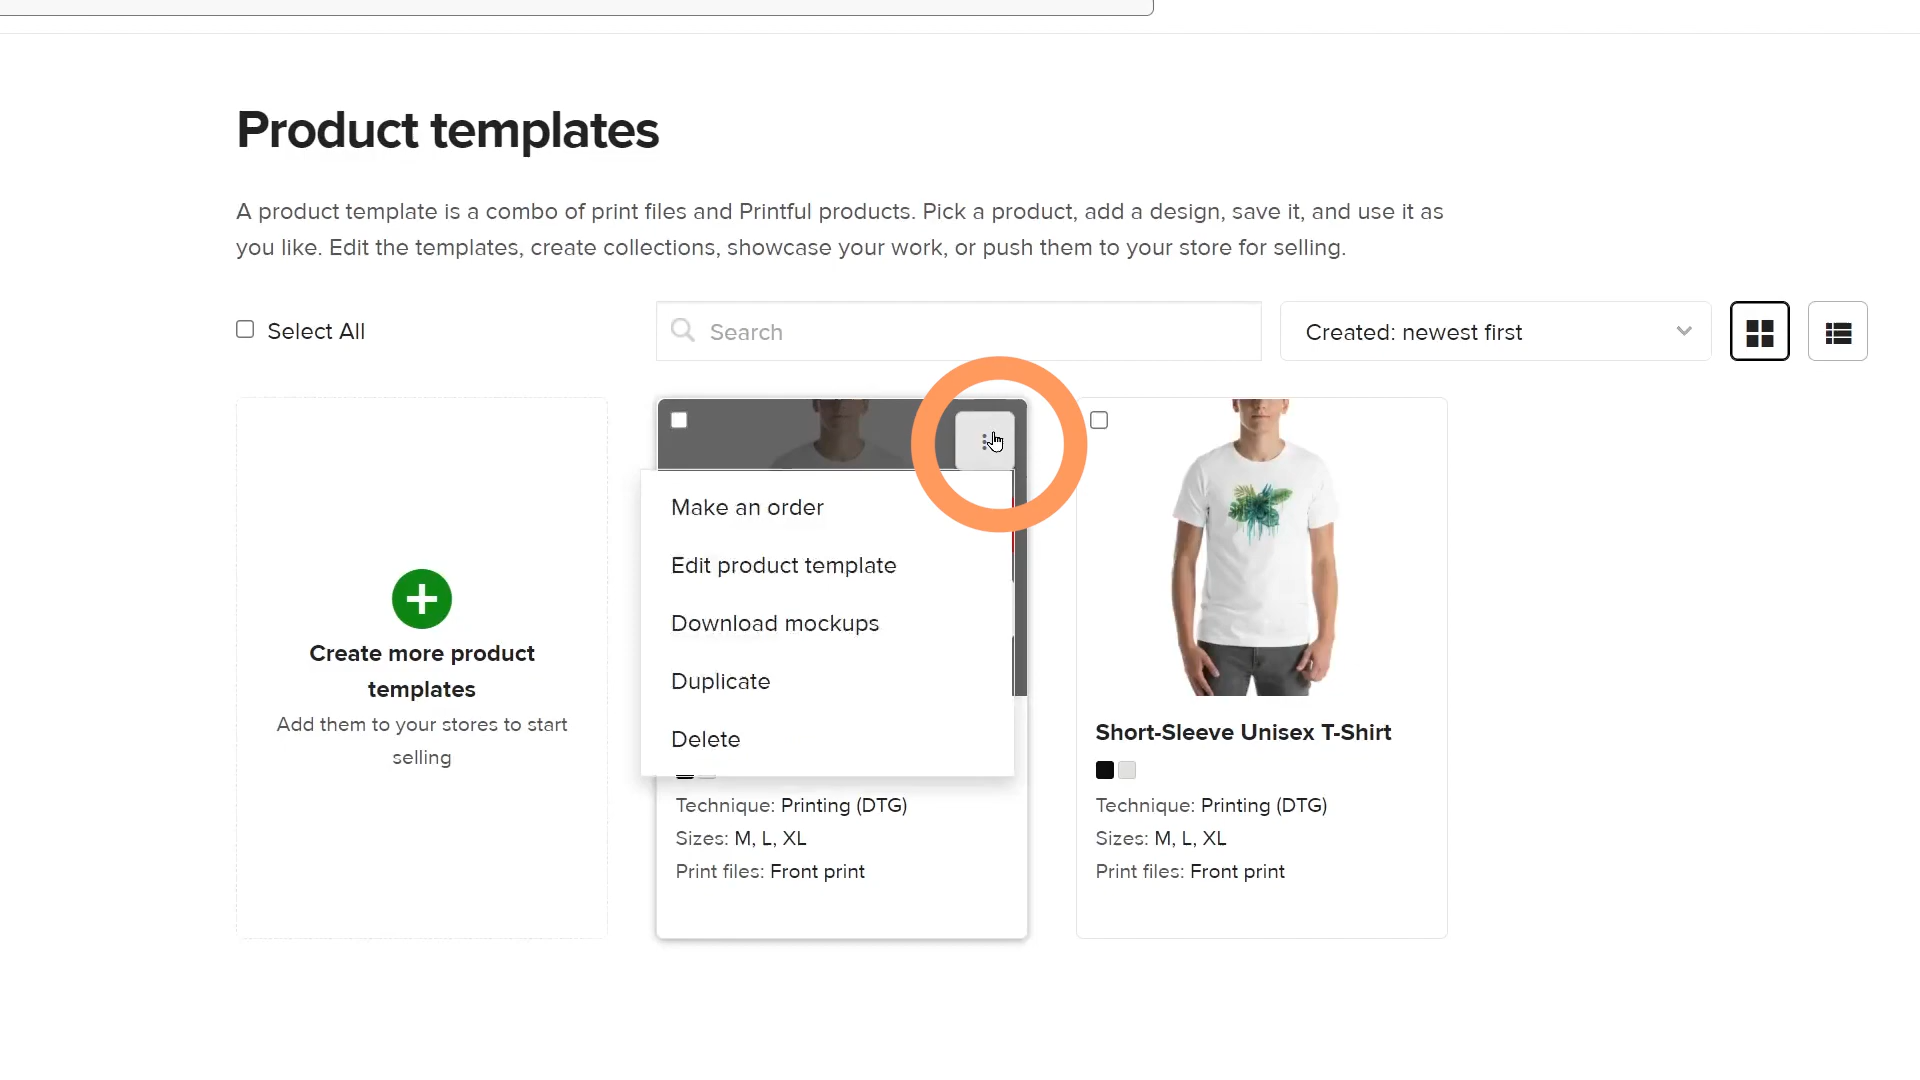 Product templates
A product template is a combo of print files and Printful products. Pick a product, add a design, save it, and use it as
you like. Edit the templates, create collections, showcase your work, or push them to your store for selling.
Select All
Search
Created: newest first
Create more product
templates
Add them to your stores to start
selling
Make an order
Edit product template
Download mockups
Duplicate
Delete
Technique: Printing (DTG)
Sizes: M, L, XL
Print files: Front print
Short-Sleeve Unisex T-Shirt
Technique: Printing (DTG)
Sizes: M, L, XL
Print files: Front print